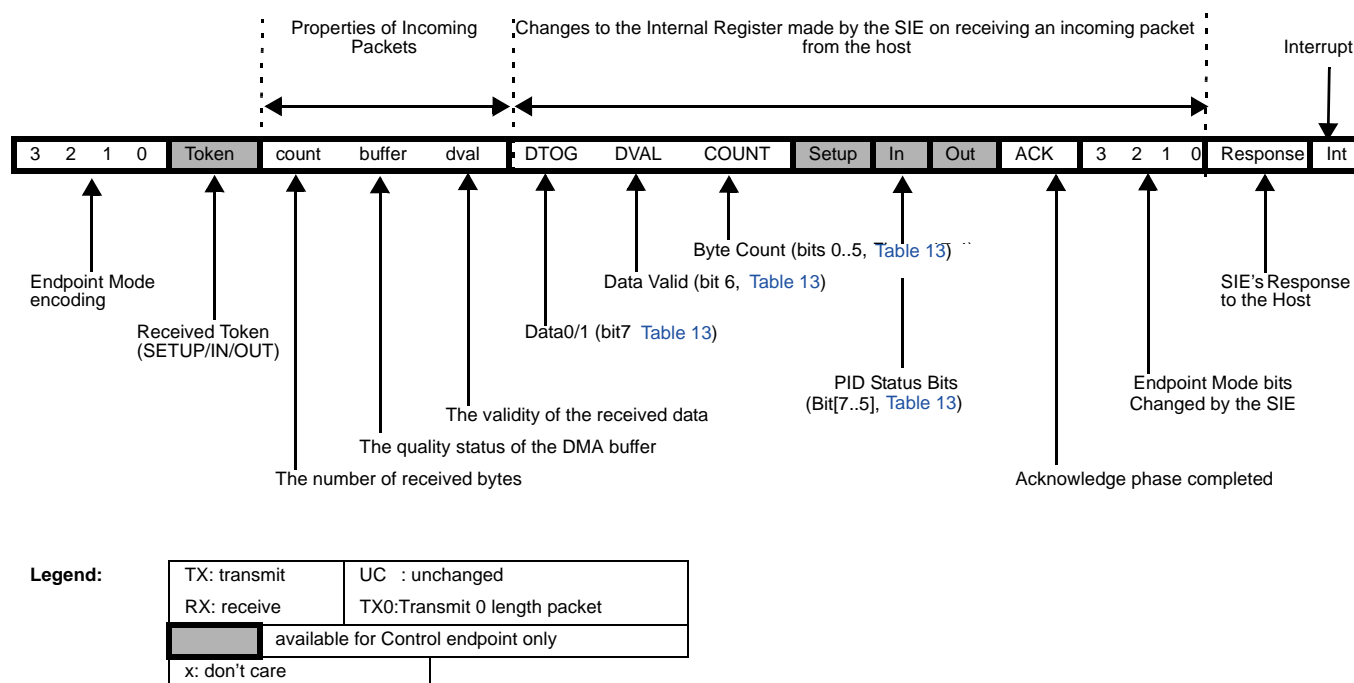 Properties of Incoming
Packets
Changes to the Internal Register made by the SIE on receiving an incoming packet
from the host
Interrupt
3 2 1 0 Token count buffer dval DTOG DVAL COUNT Setup In Out ACK 3 2 1 0 Response Int
Byte Count (bits 0..5, Table 13)
Endpoint Mode
encoding
Data Valid (bit 6, Table 13)
SIE's Response
to the Host
Received Token
(SETUP/IN/OUT)
Data0/1 (bit7 Table 13)
PID Status Bits
(Bit[7..5], Table 13)
Endpoint Mode bits
Changed by the SIE
The validity of the received data
The quality status of the DMA buffer
The number of received bytes
Acknowledge phase completed
Legend:
TX: transmit UC : unchanged
RX: receive TX0:Transmit 0 length packet
available for Control endpoint only
x: don't care